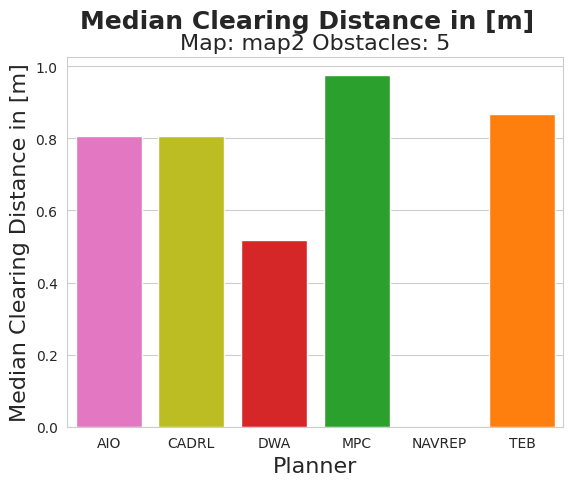 Median Clearing Distance in [m]
Map: map2 Obstacles: 5
Median Clearing Distance in [m]
1.0
0.8
0.6
0.4
0.2
0.0
AIO CADRL DWA MPC NAVREP TEB
Planner